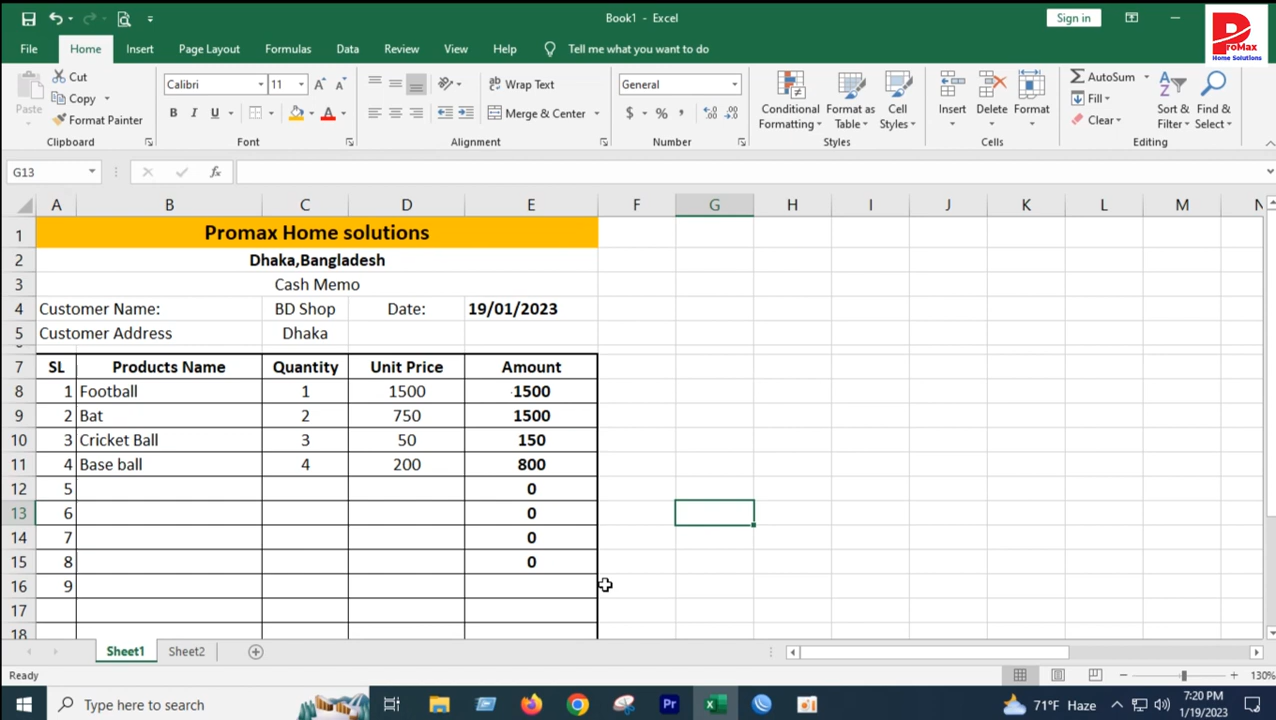 Book1 - Excel
Sign in
ProMax
Home Solutions
File Home Insert Page Layout Formulas Data Review View Help Tell me what you want to do
Cut
Copy
Format Painter
Paste
Clipboard
Calibri 11
B I U
Font
Wrap Text
Merge & Center
Alignment
General
$ % ,
Number
Conditional Formatting
Format as Table
Cell Styles
Styles
Insert Delete Format
Cells
AutoSum
Fill
Clear
Sort & Filter
Find & Select
Editing
G13
fx
A B C D E F G H I J K L M N
1 Promax Home solutions
2 Dhaka,Bangladesh
3 Cash Memo
4 Customer Name: BD Shop Date: 19/01/2023
5 Customer Address Dhaka
7 SL Products Name Quantity Unit Price Amount
8 1 Football 1 1500 1500
9 2 Bat 2 750 1500
10 3 Cricket Ball 3 50 150
11 4 Base ball 4 200 800
12 5 0
13 6 0
14 7 0
15 8 0
16 9
17
18
Sheet1 Sheet2
Ready
130%
Type here to search
Pr
71°F Haze
7:20 PM
1/19/2023